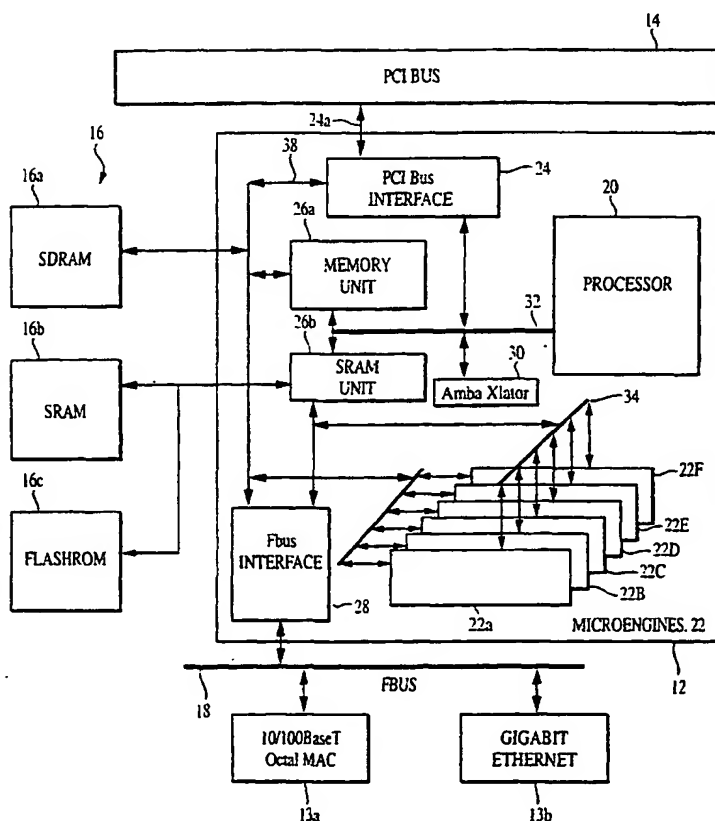 14
PCI BUS
24a
16
38
24
PCI Bus
INTERFACE
16a
20
26a
SDRAM
MEMORY
UNIT
PROCESSOR
32
16b
26b
SRAM
UNIT
30
SRAM
Amba Xlator
34
16c
22F
FLASHROM
Fbus
INTERFACE
22E
22D
22C
28
22B
22a
MICROENGINES. 22
12
18
FBUS
10/100BaseT
Octal MAC
GIGABIT
ETHERNET
13a
13b